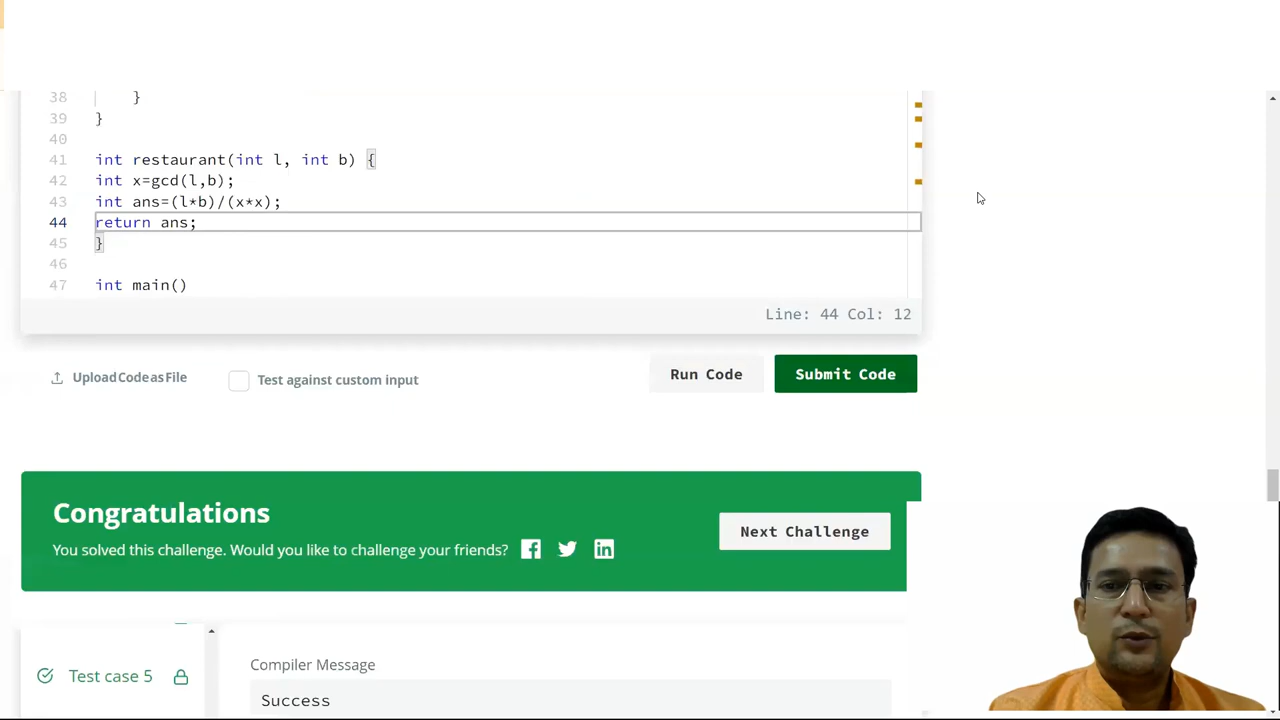 38 }
39 }
40
41 int restaurant(int l, int b) {
42 int x=gcd(l,b);
43 int ans=(l*b)/(x*x);
44 return ans;
45 }
46
47 int main()
Line: 44 Col: 12
Upload Code as File
Test against custom input
Run Code
Submit Code
Congratulations
You solved this challenge. Would you like to challenge your friends?
Next Challenge
Test case 5
Compiler Message
Success